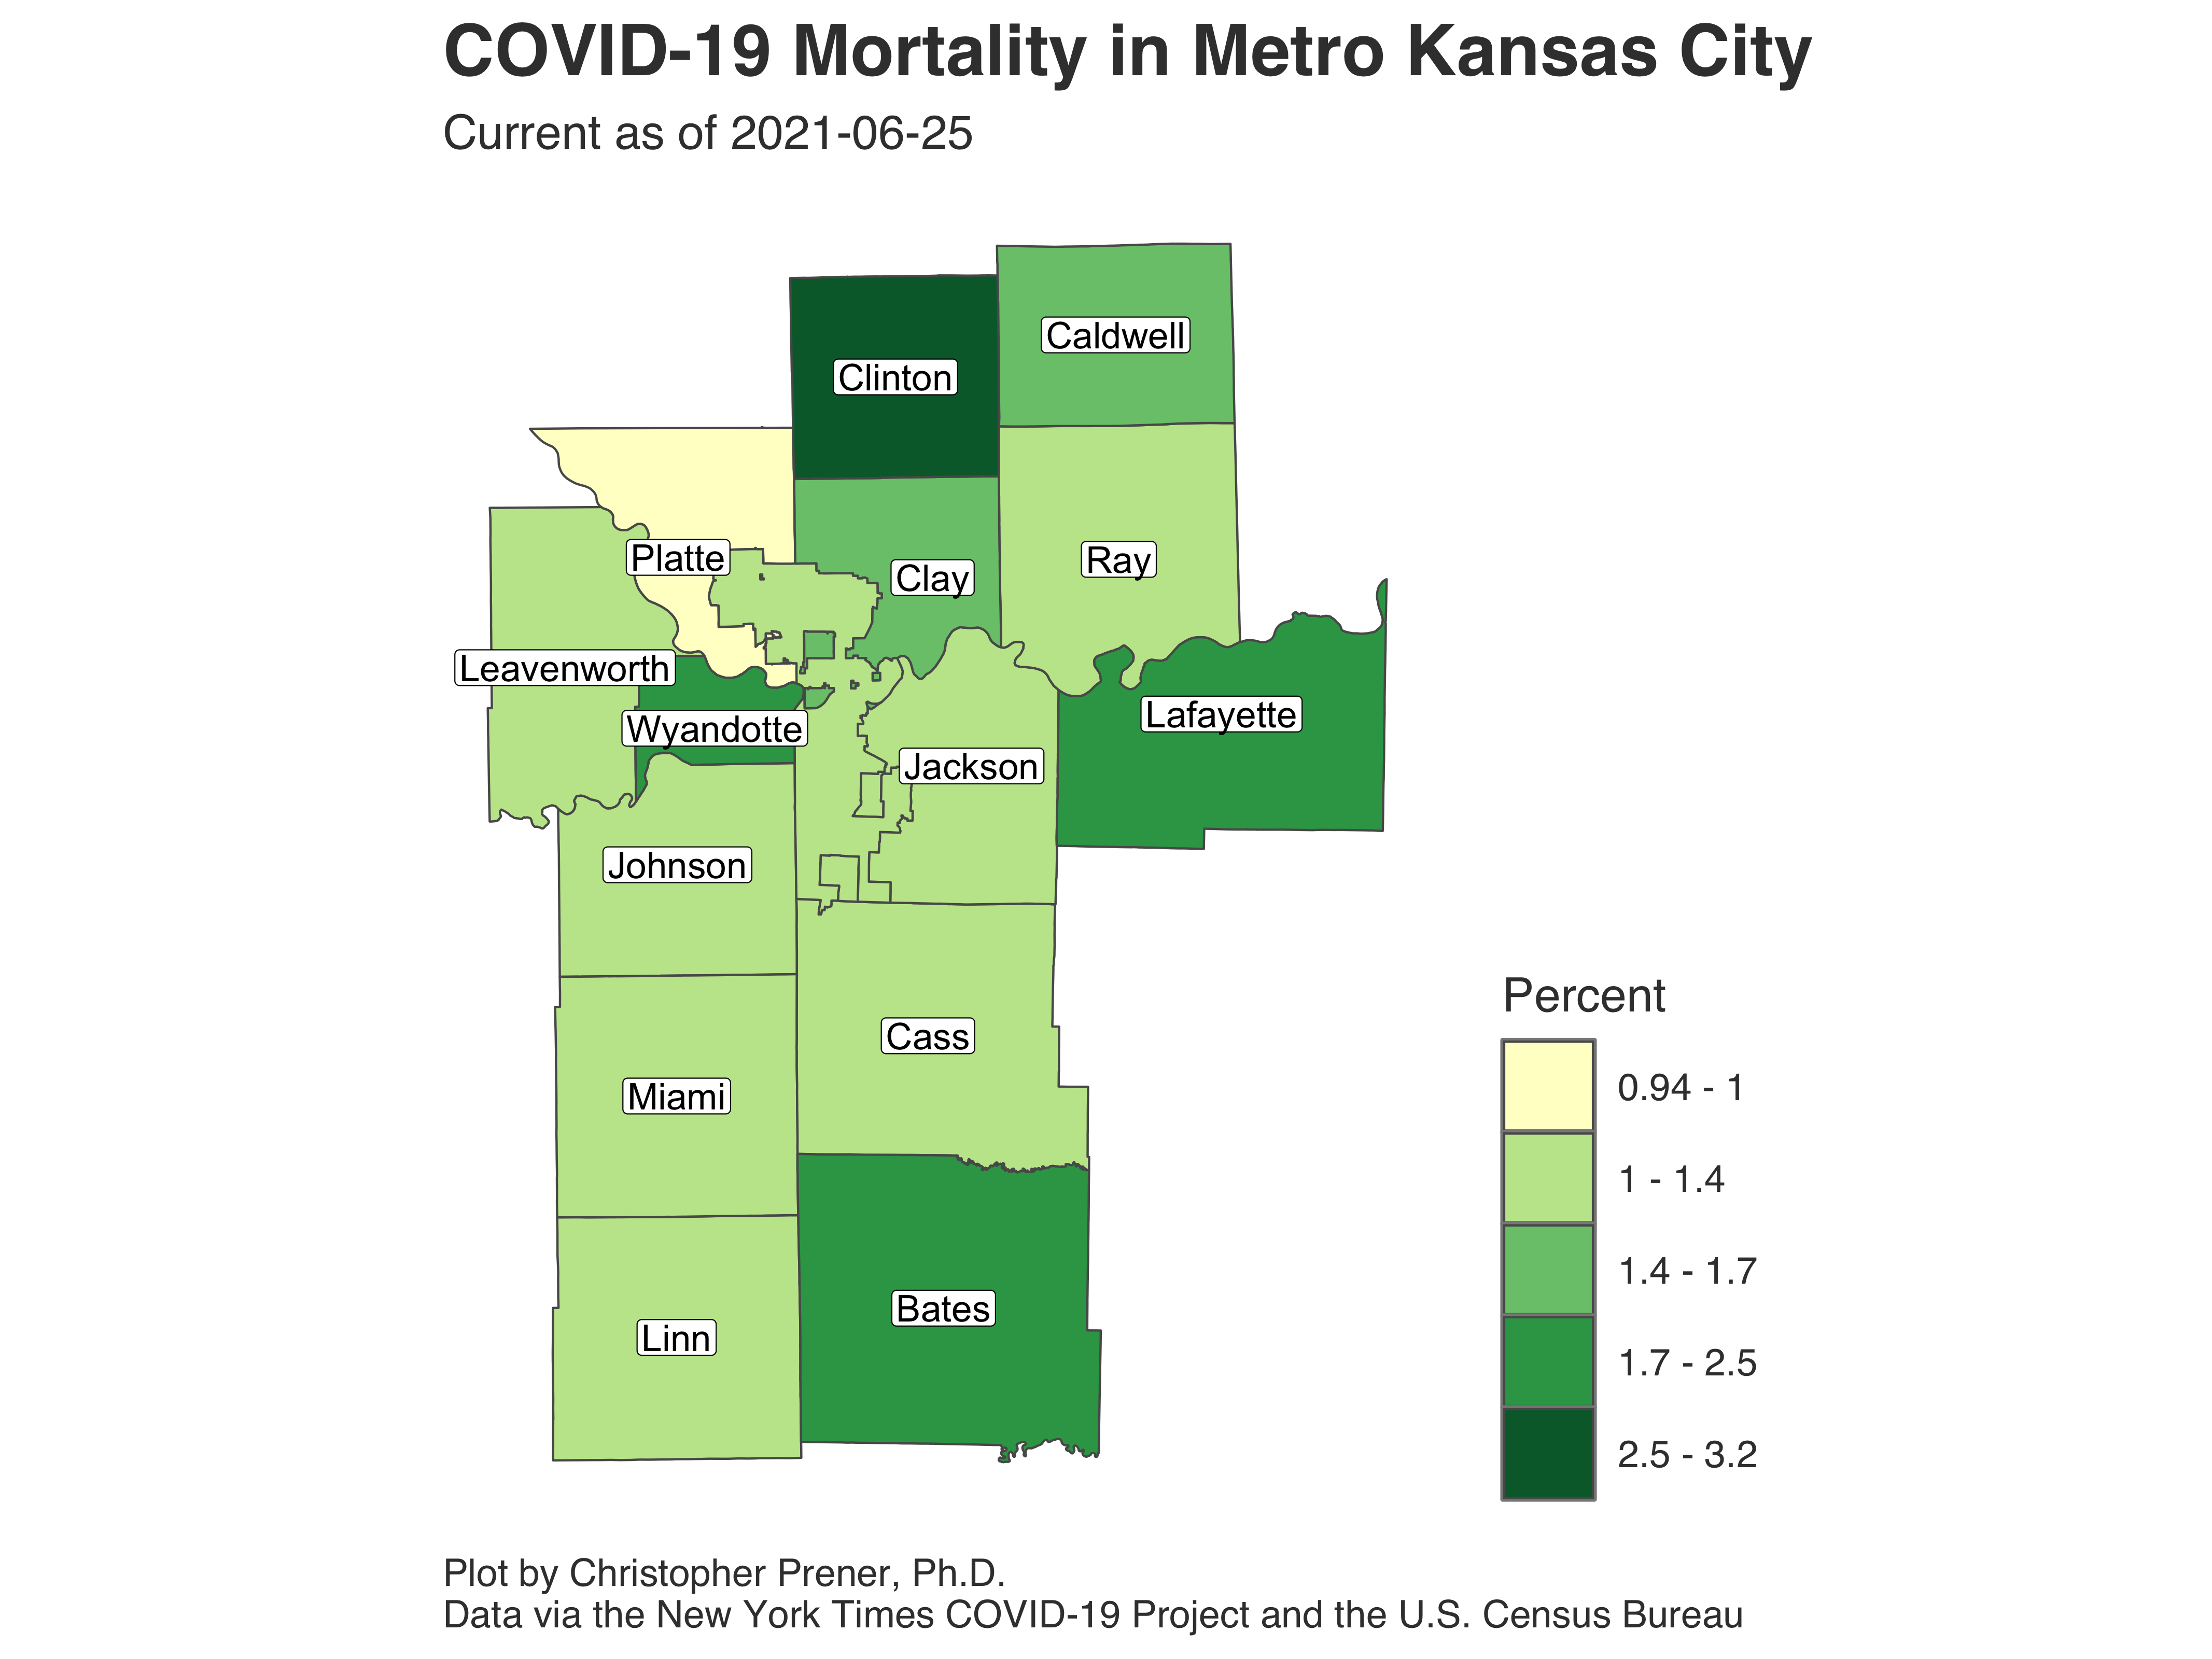 COVID-19 Mortality in Metro Kansas City
Current as of 2021-06-25
Caldwell
Clinton
Platte
Clay
Ray
Leavenworth
Wyandotte
Lafayette
Jackson
Johnson
Cass
Miami
Bates
Linn
Percent
0.94 - 1
1 - 1.4
1.4 - 1.7
1.7 - 2.5
2.5 - 3.2
Plot by Christopher Prener, Ph.D.
Data via the New York Times COVID-19 Project and the U.S. Census Bureau